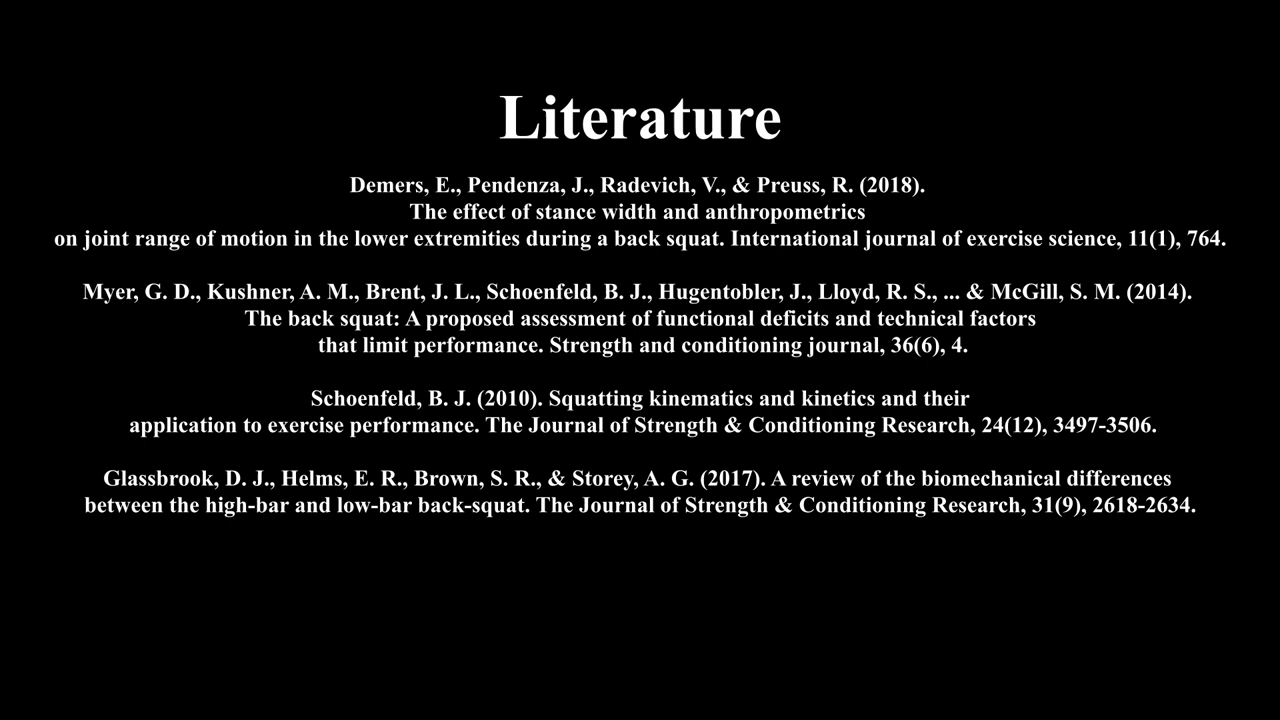 Literature
Demers, E., Pendenza, J., Radevich, V., & Preuss, R. (2018).
The effect of stance width and anthropometrics
on joint range of motion in the lower extremities during a back squat. International journal of exercise science, 11(1), 764.
Myer, G. D., Kushner, A. M., Brent, J. L., Schoenfeld, B. J., Hugentobler, J., Lloyd, R. S., ... & McGill, S. M. (2014).
The back squat: A proposed assessment of functional deficits and technical factors
that limit performance. Strength and conditioning journal, 36(6), 4.
Schoenfeld, B. J. (2010). Squatting kinematics and kinetics and their
application to exercise performance. The Journal of Strength & Conditioning Research, 24(12), 3497-3506.
Glassbrook, D. J., Helms, E. R., Brown, S. R., & Storey, A. G. (2017). A review of the biomechanical differences
between the high-bar and low-bar back-squat. The Journal of Strength & Conditioning Research, 31(9), 2618-2634.